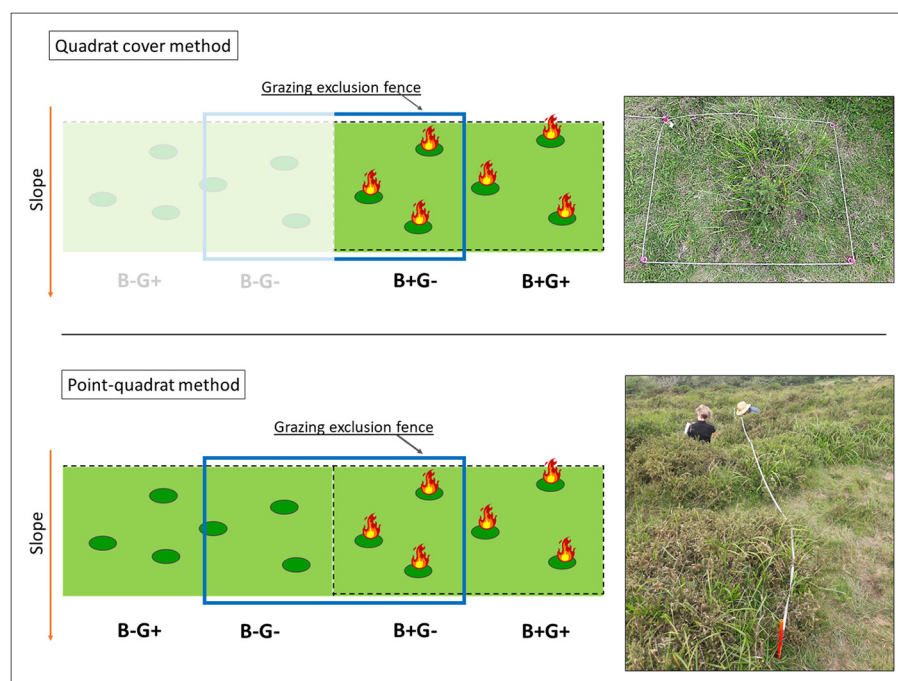 Quadrat cover method
Grazing exclusion fence
Slope
B-G+ B-G- B+G- B+G+
Point-quadrat method
Grazing exclusion fence
Slope
B-G+ B-G- B+G- B+G+